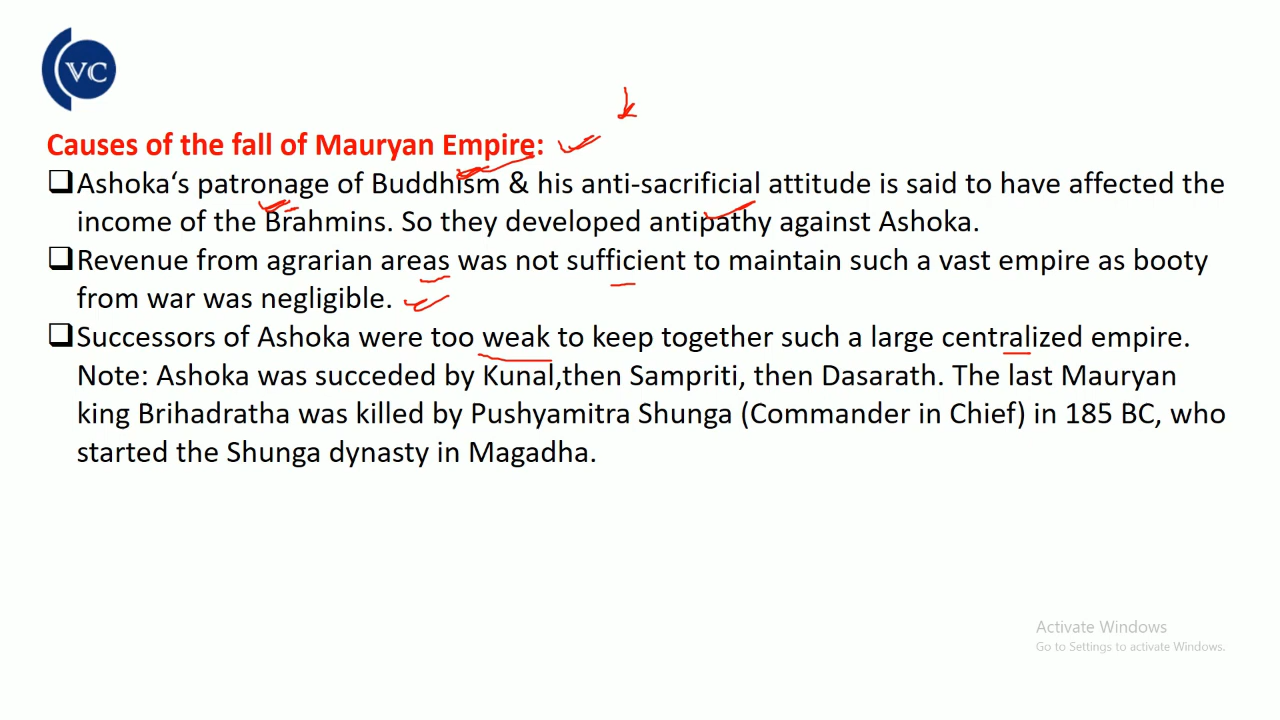 VC
Causes of the fall of Mauryan Empire:
❑Ashoka‘s patronage of Buddhism & his anti-sacrificial attitude is said to have affected the
income of the Brahmins. So they developed antipathy against Ashoka.
❑Revenue from agrarian areas was not sufficient to maintain such a vast empire as booty
from war was negligible.
❑Successors of Ashoka were too weak to keep together such a large centralized empire.
Note: Ashoka was succeded by Kunal,then Sampriti, then Dasarath. The last Mauryan
king Brihadratha was killed by Pushyamitra Shunga (Commander in Chief) in 185 BC, who
started the Shunga dynasty in Magadha.
Activate Windows
Go to Settings to activate Windows.